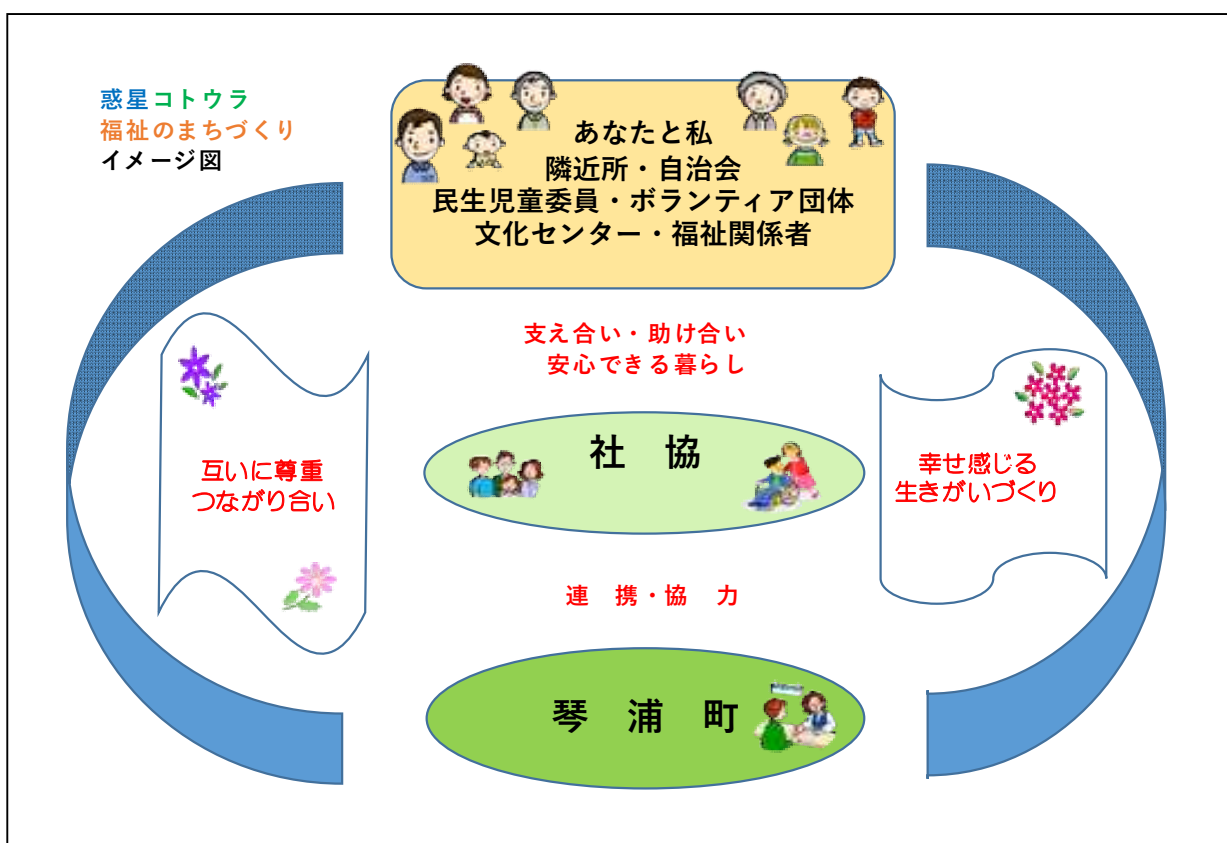 惑星コトウラ
福祉のまちづくり
イメージ図
あなたと私
隣近所・自治会
民生児童委員・ボランティア団体
文化センター・福祉関係者
支え合い・助け合い
安心できる暮らし
互いに尊重
つながり合い
社　協
幸せ感じる
生きがいづくり
連　携・協　力
琴　浦　町